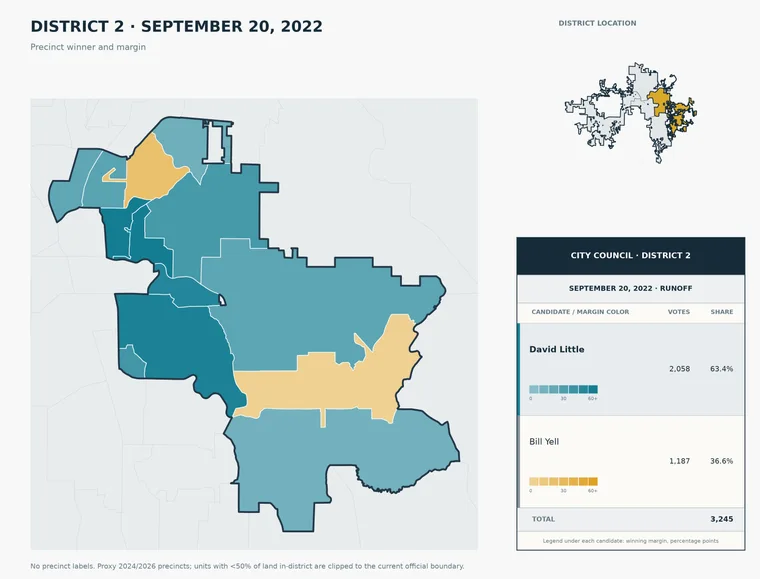 DISTRICT 2 · SEPTEMBER 20, 2022
Precinct winner and margin
DISTRICT LOCATION
CITY COUNCIL · DISTRICT 2
SEPTEMBER 20, 2022 · RUNOFF
CANDIDATE / MARGIN COLOR VOTES SHARE
David Little
2,058 63.4%
0 30 60+
Bill Yell
1,187 36.6%
0 30 60+
TOTAL 3,245
Legend under each candidate: winning margin, percentage points
No precinct labels. Proxy 2024/2026 precincts; units with <50% of land in-district are clipped to the current official boundary.